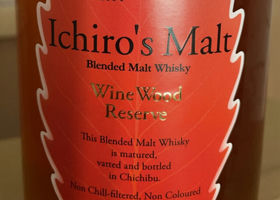 Ichiro's Malt
Blended Malt Whisky
Wine Wood
Reserve
This Blended Malt Whisky
is matured,
vatted and bottled
in Chichibu.
Non Chill-filtered, Non Coloured